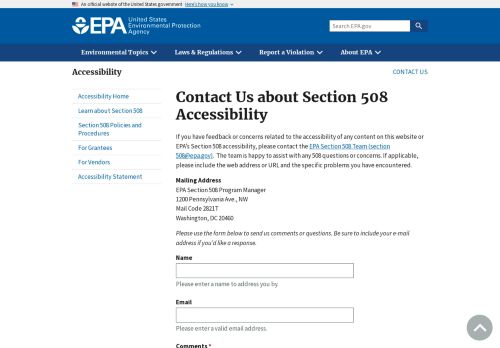 An official website of the United States government Here's how you know
EPA United States
Environmental Protection
Agency
Search EPA.gov
Environmental Topics Laws & Regulations Report a Violation About EPA
Accessibility
CONTACT US
Accessibility Home
Learn about Section 508
Section 508 Policies and
Procedures
For Grantees
For Vendors
Accessibility Statement
Contact Us about Section 508
Accessibility
If you have feedback or concerns related to the accessibility of any content on this website or
EPA's Section 508 accessibility, please contact the EPA Section 508 Team (section
508@epa.gov). The team is happy to assist with any 508 questions or concerns. If applicable,
please include the web address or URL and the specific problems you have encountered.
Mailing Address
EPA Section 508 Program Manager
1200 Pennsylvania Ave., NW
Mail Code 2821T
Washington, DC 20460
Please use the form below to send us comments or questions. Be sure to include your e-mail
address if you'd like a response.
Name
Please enter a name to address you by.
Email
Please enter a valid email address.
Comments *